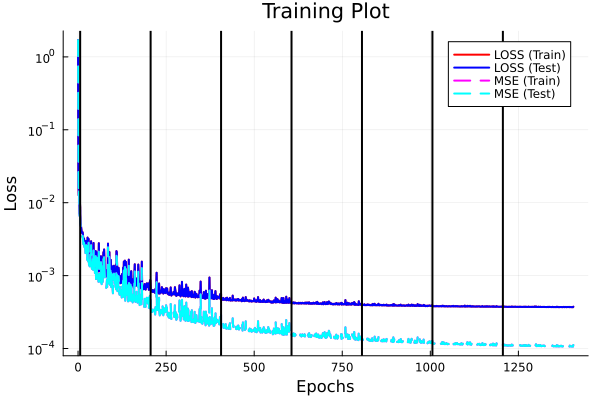 Training Plot
LOSS (Train)
LOSS (Test)
MSE (Train)
MSE (Test)
Loss
10^0
10^-1
10^-2
10^-3
10^-4
0 250 500 750 1000 1250
Epochs